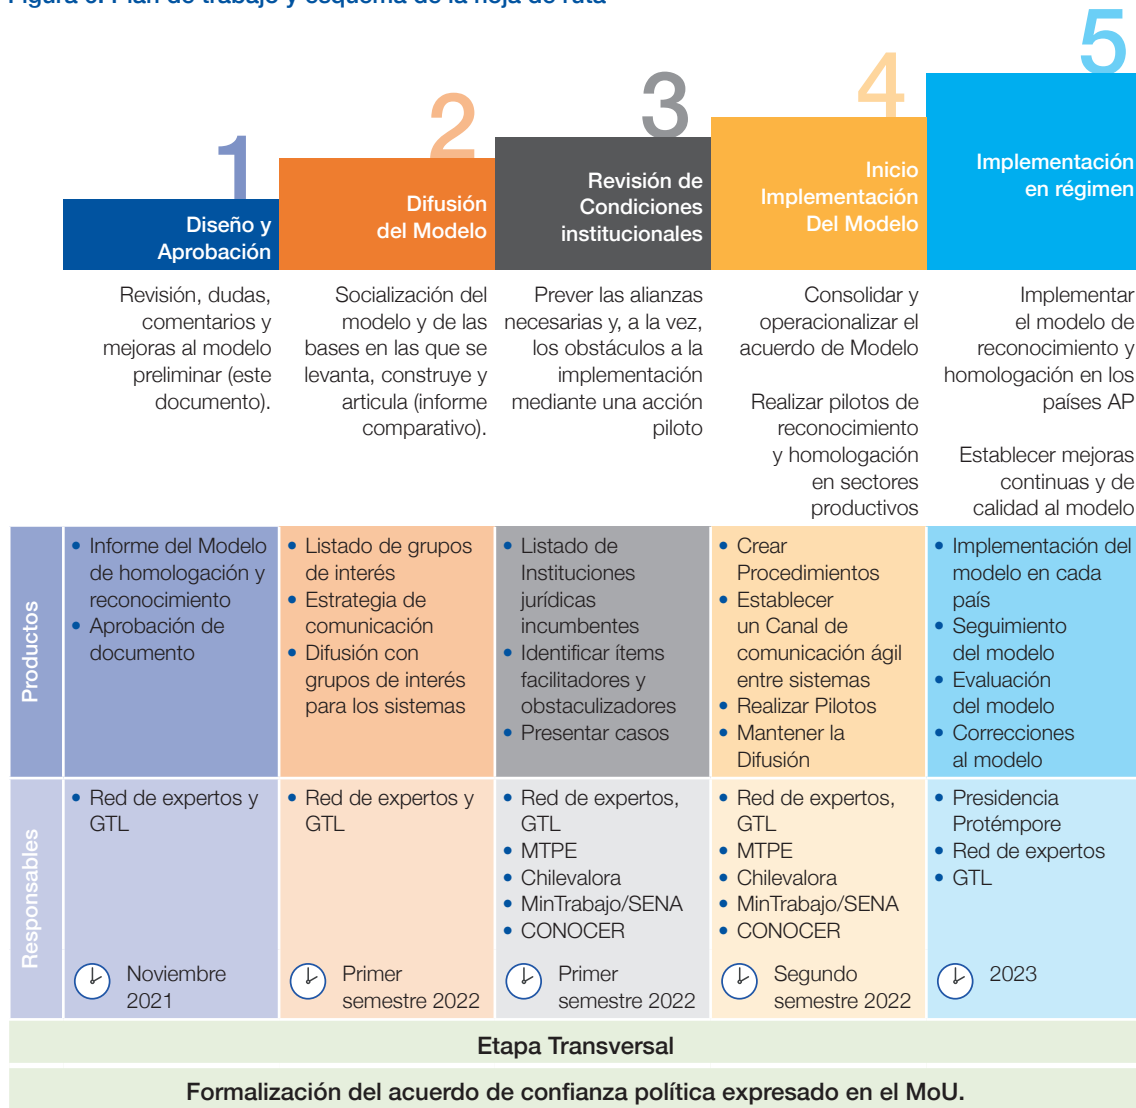 Figura 6. Plan de trabajo y esquema de la hoja de ruta
1
Diseño y
Aprobación
Revisión, dudas,
comentarios y
mejoras al modelo
preliminar (este
documento).
2
Difusión
del Modelo
Socialización del
modelo y de las
bases en las que se
levanta, construye y
articula (informe
comparativo).
3
Revisión de
Condiciones
institucionales
Prever las alianzas
necesarias y, a la vez,
los obstáculos a la
implementación
mediante una acción
piloto
4
Inicio
Implementación
Del Modelo
Consolidar y
operacionalizar el
acuerdo de Modelo
Realizar pilotos de
reconocimiento
y homologación
en sectores
productivos
5
Implementación
en régimen
Implementar
el modelo de
reconocimiento y
homologación en los
países AP
Establecer mejoras
continuas y de
calidad al modelo
Productos
• Informe del Modelo
de homologación y
reconocimiento
• Aprobación de
documento
• Listado de grupos
de interés
• Estrategia de
comunicación
• Difusión con
grupos de interés
para los sistemas
• Listado de
Instituciones
jurídicas
incumbentes
• Identificar ítems
facilitadores y
obstaculizadores
• Presentar casos
• Crear
Procedimientos
• Establecer
un Canal de
comunicación ágil
entre sistemas
• Realizar Pilotos
• Mantener la
Difusión
• Implementación del
modelo en cada
país
• Seguimiento
del modelo
• Evaluación
del modelo
• Correcciones
al modelo
Responsables
• Red de expertos y
GTL
Noviembre
2021
• Red de expertos y
GTL
Primer
semestre 2022
• Red de expertos,
GTL
• MTPE
• Chilevalora
• MinTrabajo/SENA
• CONOCER
Primer
semestre 2022
• Red de expertos,
GTL
• MTPE
• Chilevalora
• MinTrabajo/SENA
• CONOCER
Segundo
semestre 2022
• Presidencia
Protémpore
• Red de expertos
• GTL
2023
Etapa Transversal
Formalización del acuerdo de confianza política expresado en el MoU.